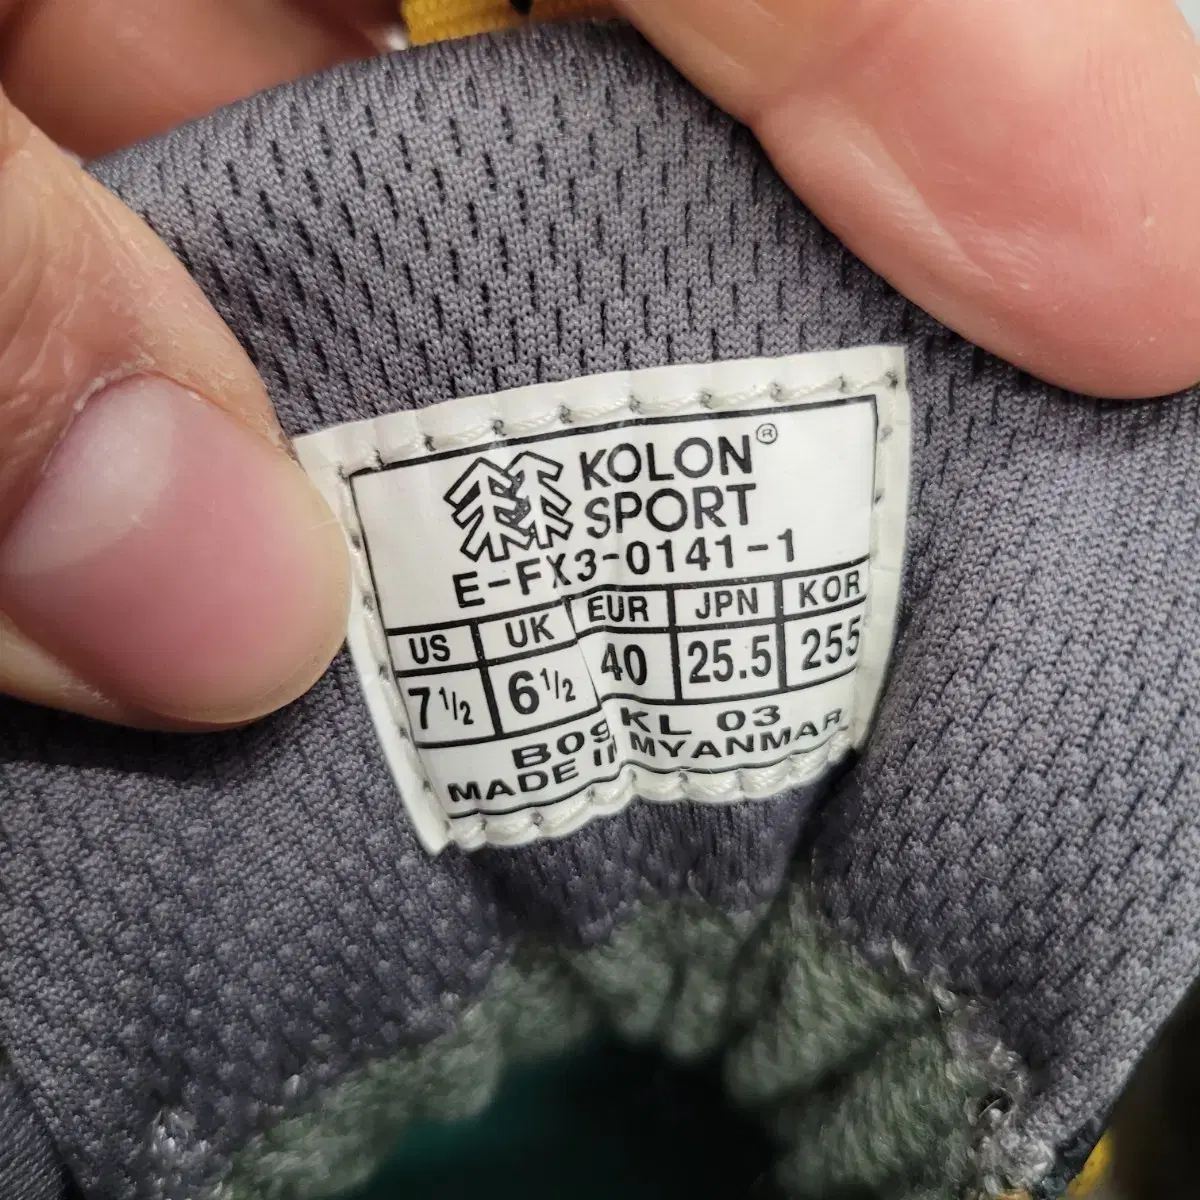 KOLON®
SPORT
E-FX3-0141-1
US UK EUR JPN KOR
7 1/2 6 1/2 40 25.5 255
KL 03
MADE IN MYANMAR